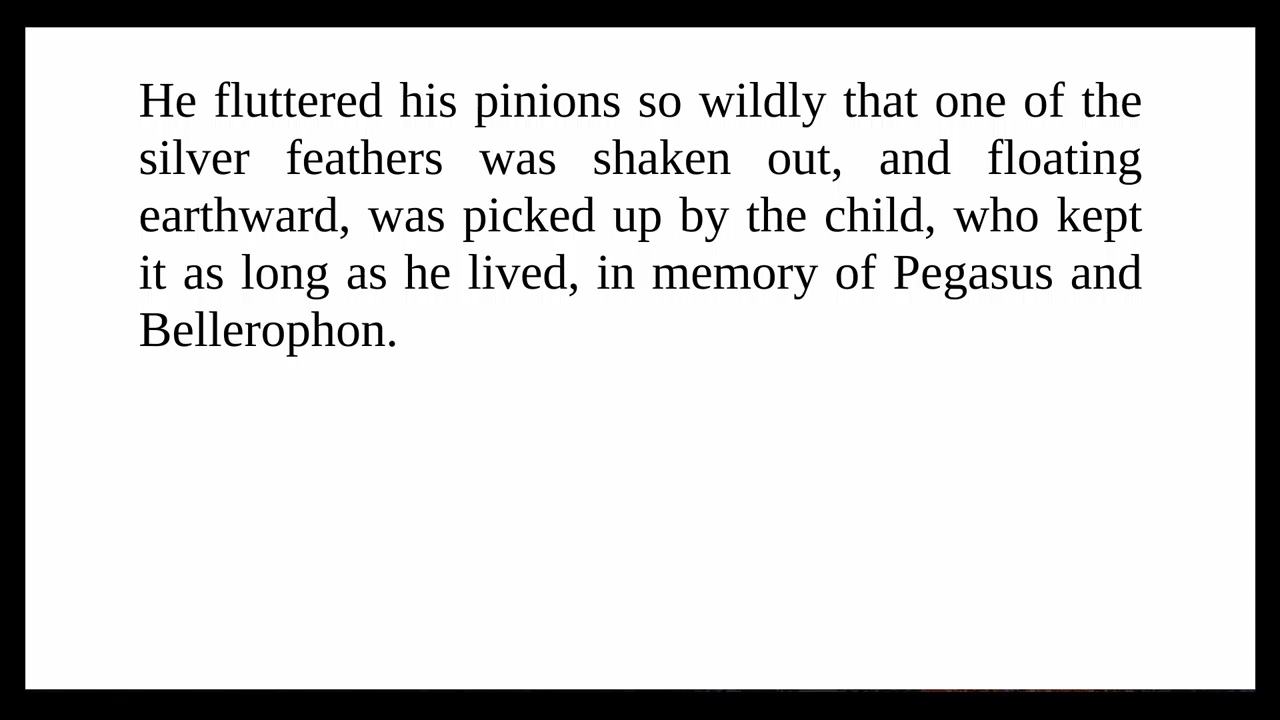 He fluttered his pinions so wildly that one of the
silver feathers was shaken out, and floating
earthward, was picked up by the child, who kept
it as long as he lived, in memory of Pegasus and
Bellerophon.